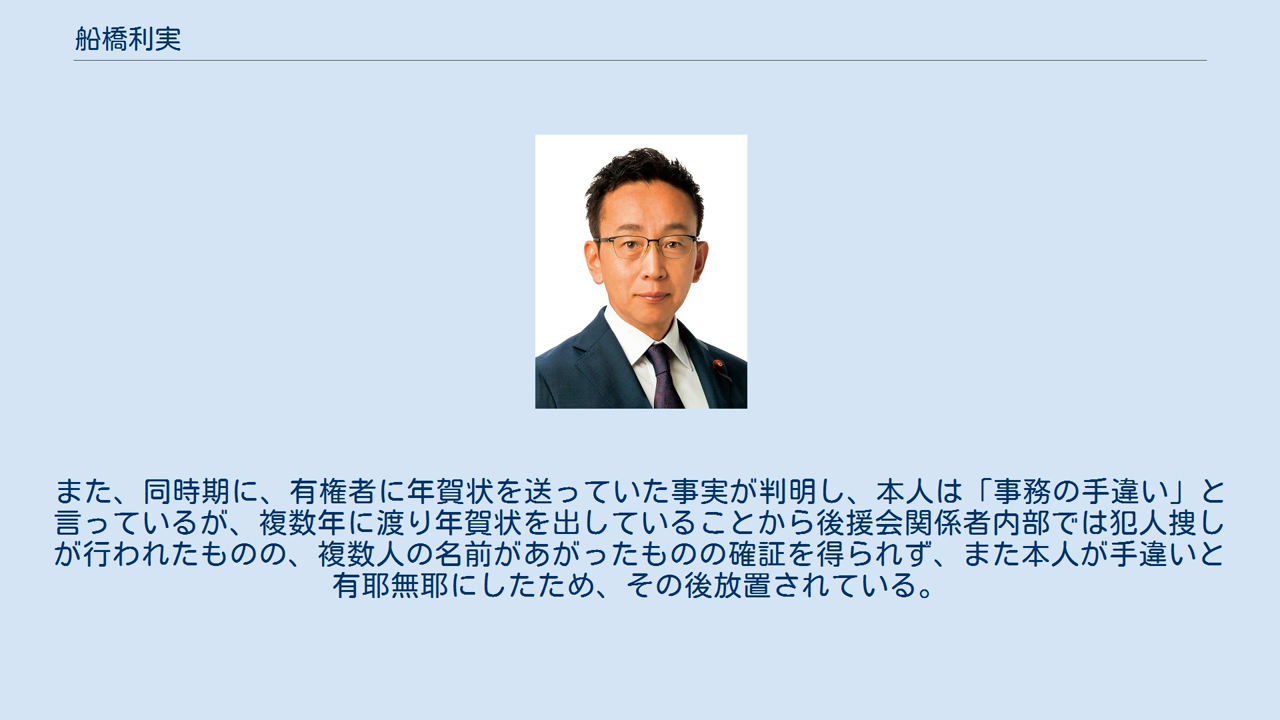 船橋利実
また、同時期に、有権者に年賀状を送っていた事実が判明し、本人は「事務の手違い」と
言っているが、複数年に渡り年賀状を出していることから後援会関係者内部では犯人捜し
が行われたものの、複数人の名前があがったものの確証を得られず、また本人が手違いと
有耶無耶にしたため、その後放置されている。